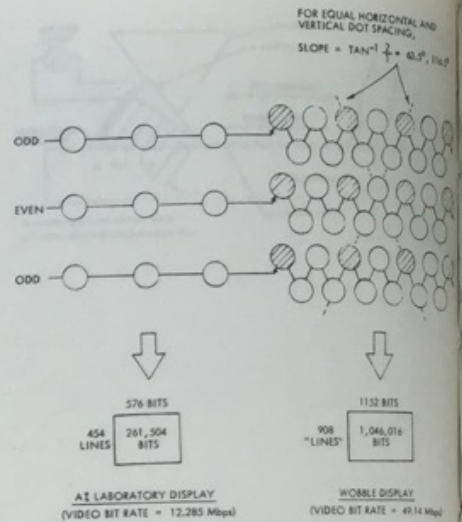 FOR EQUAL HORIZONTAL AND
VERTICAL DOT SPACING,
SLOPE = TAN⁻¹ 2/1 = 63.5°, 116.5°
ODD
EVEN
ODD
576 BITS
454
LINES
261,504
BITS
AI LABORATORY DISPLAY
(VIDEO BIT RATE = 12.285 Mbps)
1152 BITS
908
"LINES"
1,046,016
BITS
WOBBLE DISPLAY
(VIDEO BIT RATE = 49.14 Mbps)